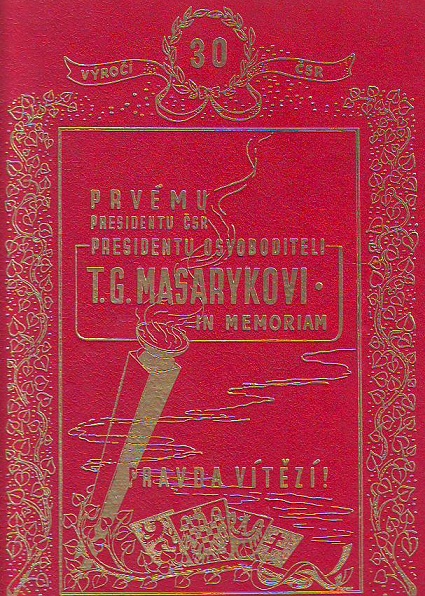 30
VÝROČÍ ČSR
PRVÉMU
PRESIDENTU ČSR
PRESIDENTU OSVOBODITELI
T.G. MASARYKOVI ·
IN MEMORIAM
PRAVDA VÍTĚZÍ!